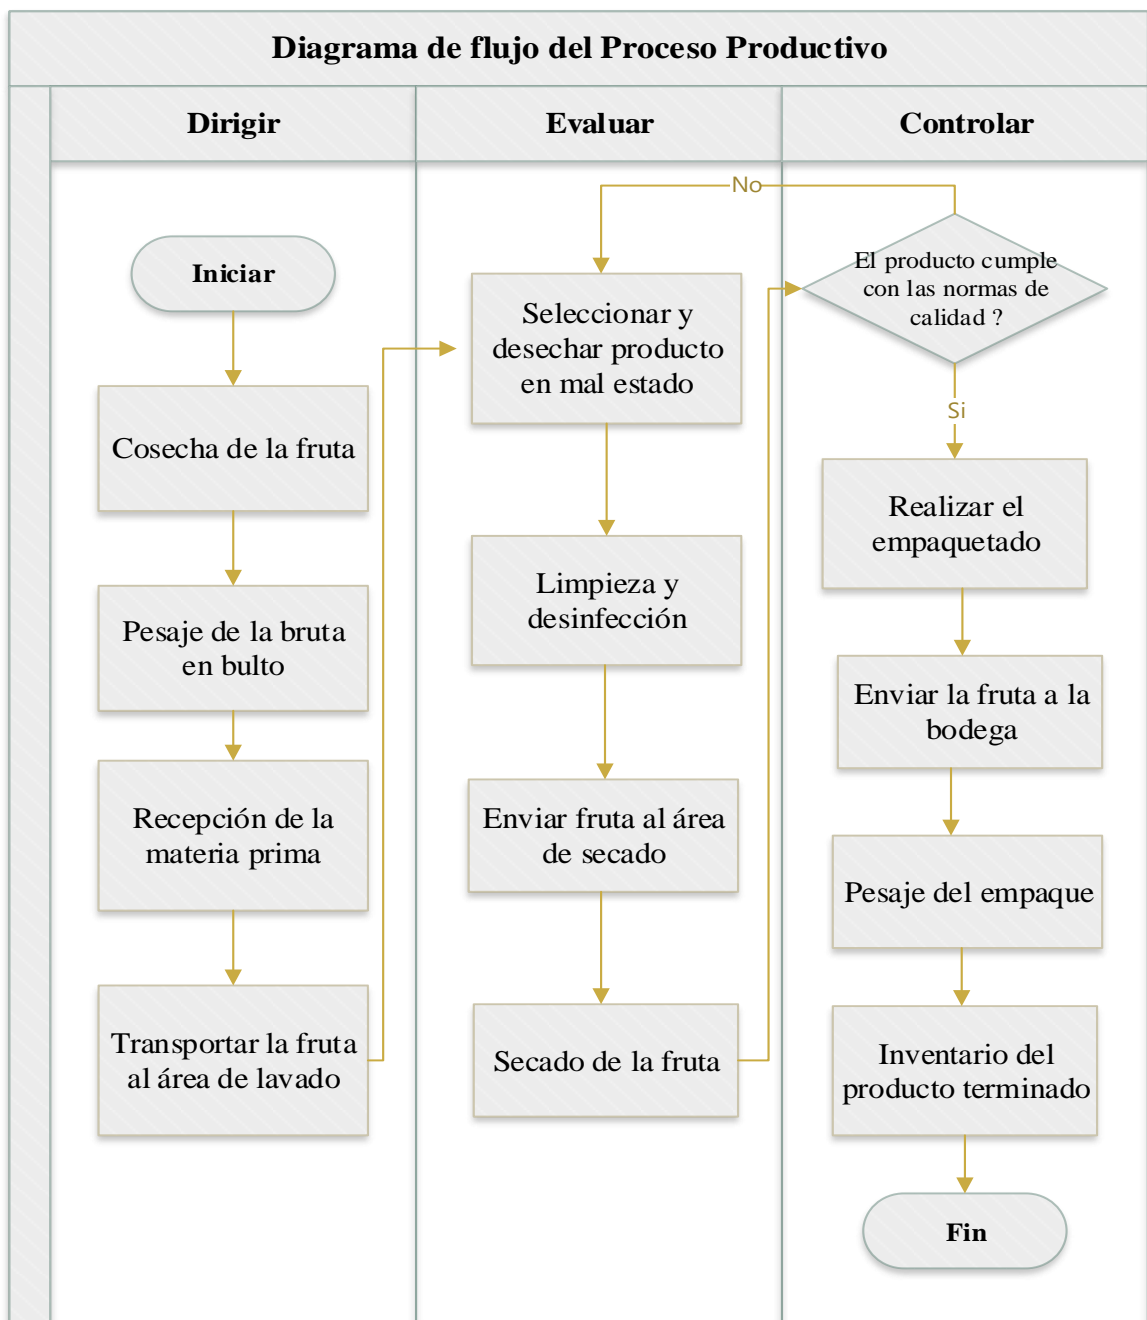 Diagrama de flujo del Proceso Productivo
Dirigir
Evaluar
Controlar
Iniciar
Cosecha de la fruta
Pesaje de la bruta
en bulto
Recepción de la
materia prima
Transportar la fruta
al área de lavado
Seleccionar y
desechar producto
en mal estado
Limpieza y
desinfección
Enviar fruta al área
de secado
Secado de la fruta
No
El producto cumple
con las normas de
calidad ?
Si
Realizar el
empaquetado
Enviar la fruta a la
bodega
Pesaje del empaque
Inventario del
producto terminado
Fin